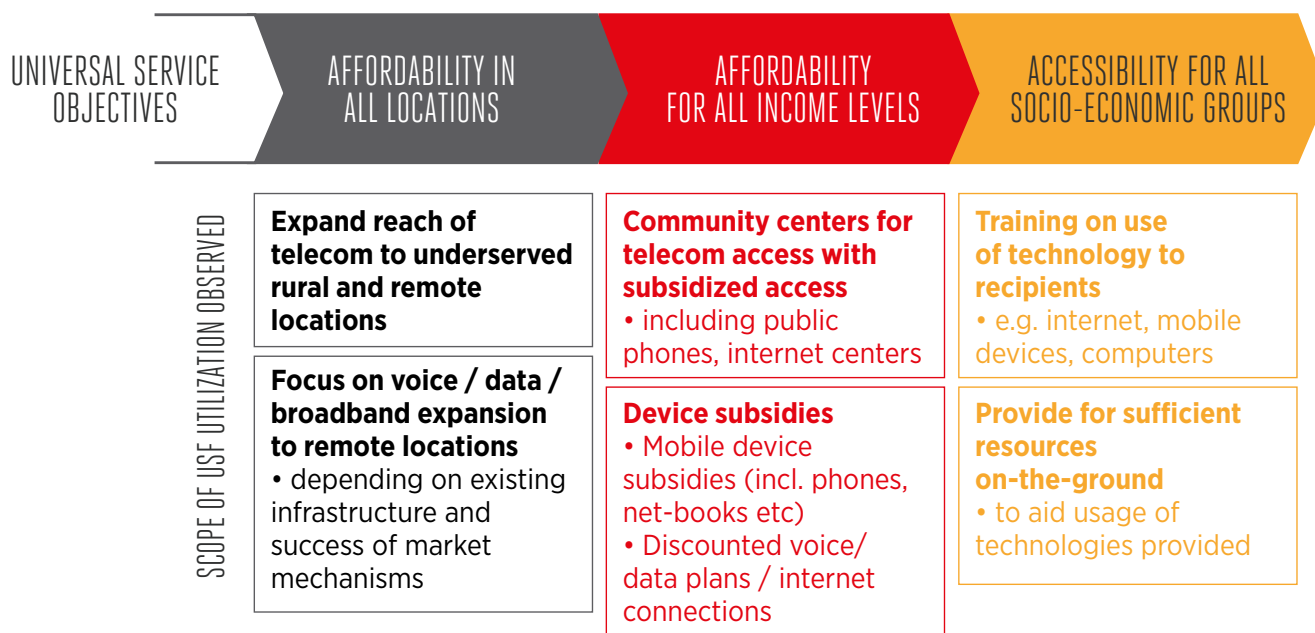 UNIVERSAL SERVICE
OBJECTIVES
AFFORDABILITY IN
ALL LOCATIONS
AFFORDABILITY
FOR ALL INCOME LEVELS
ACCESSIBILITY FOR ALL
SOCIO-ECONOMIC GROUPS
SCOPE OF USF UTILIZATION OBSERVED
Expand reach of
telecom to underserved
rural and remote
locations
Focus on voice / data /
broadband expansion
to remote locations
• depending on existing
infrastructure and
success of market
mechanisms
Community centers for
telecom access with
subsidized access
• including public
phones, internet centers
Device subsidies
• Mobile device
subsidies (incl. phones,
net-books etc)
• Discounted voice/
data plans / internet
connections
Training on use
of technology to
recipients
• e.g. internet, mobile
devices, computers
Provide for sufficient
resources
on-the-ground
• to aid usage of
technologies provided